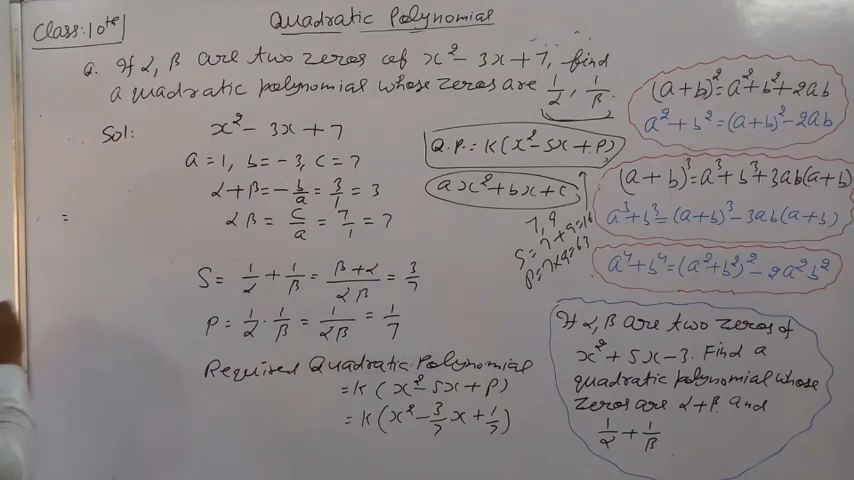 Quadratic Polynomial
Class:10th
Q. If α, β are two zeros of x² - 3x + 7, find
a quadratic polynomial whose zeros are 1/α, 1/β.
Sol: x² - 3x + 7
a = 1, b = -3, c = 7
α + β = -b/a = 3/1 = 3
αβ = c/a = 7/1 = 7
=
S = 1/α + 1/β = (β + α)/(αβ) = 3/7
P = 1/α · 1/β = 1/(αβ) = 1/7
Required Quadratic Polynomial
= K(x² - Sx + P)
= K(x² - 3/7 x + 1/7)
Q.P. = K(x² - Sx + P)
ax² + bx + c
7, 9
S = 7 + 9 = 16
P = 7×9 = 63
(a + b)² = a² + b² + 2ab
a² + b² = (a + b)² - 2ab
(a + b)³ = a³ + b³ + 3ab(a + b)
a³ + b³ = (a + b)³ - 3ab(a + b)
a⁴ + b⁴ = (a² + b²)² - 2a²b²
If α, β are two zeros of
x² + 5x - 3. Find a
quadratic polynomial whose
zeros are α + β and
1/α + 1/β